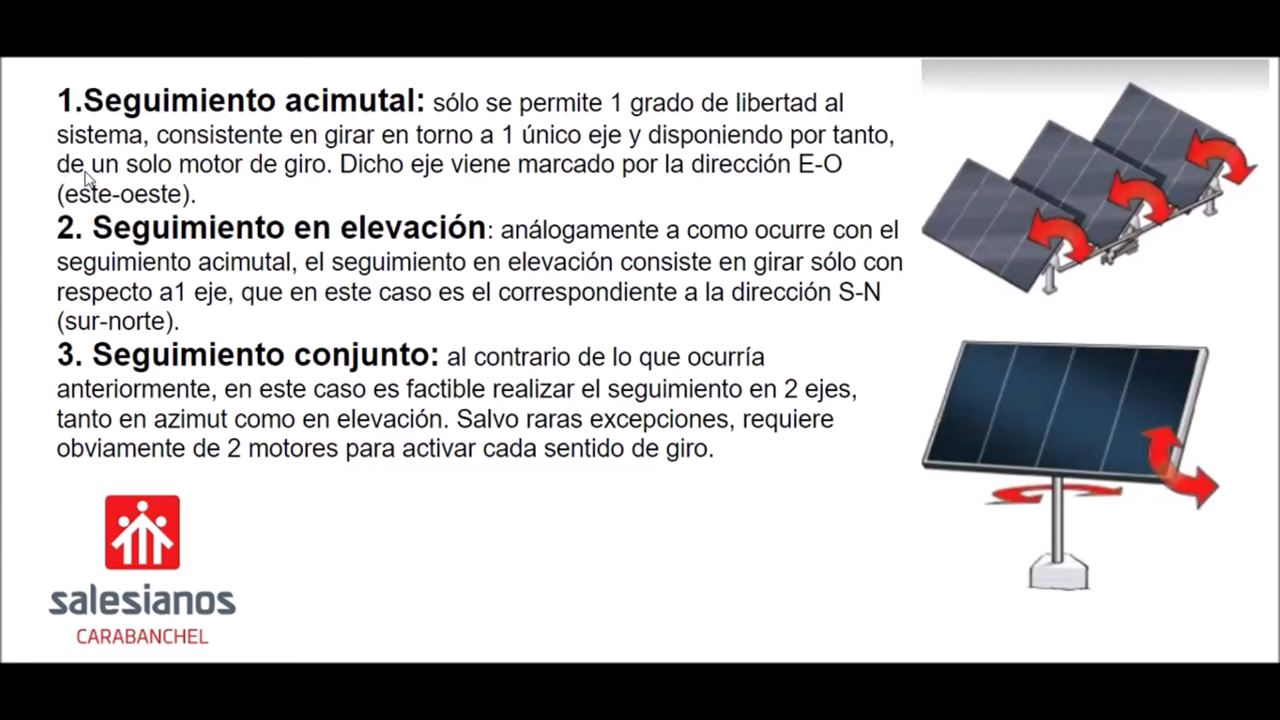 1.Seguimiento acimutal: sólo se permite 1 grado de libertad al
sistema, consistente en girar en torno a 1 único eje y disponiendo por tanto,
de un solo motor de giro. Dicho eje viene marcado por la dirección E-O
(este-oeste).
2. Seguimiento en elevación: análogamente a como ocurre con el
seguimiento acimutal, el seguimiento en elevación consiste en girar sólo con
respecto a1 eje, que en este caso es el correspondiente a la dirección S-N
(sur-norte).
3. Seguimiento conjunto: al contrario de lo que ocurría
anteriormente, en este caso es factible realizar el seguimiento en 2 ejes,
tanto en azimut como en elevación. Salvo raras excepciones, requiere
obviamente de 2 motores para activar cada sentido de giro.
salesianos
CARABANCHEL